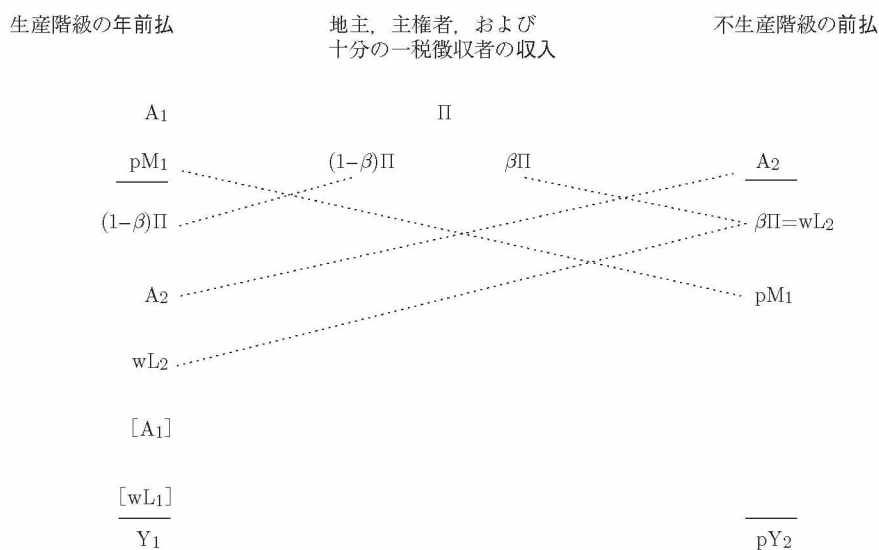 生産階級の年前払
地主，主権者，および
十分の一税徴収者の収入
不生産階級の前払
A₁
Π
pM₁
(1−β)Π
βΠ
A₂
(1−β)Π
βΠ=wL₂
A₂
pM₁
wL₂
[A₁]
[wL₁]
Y₁
pY₂